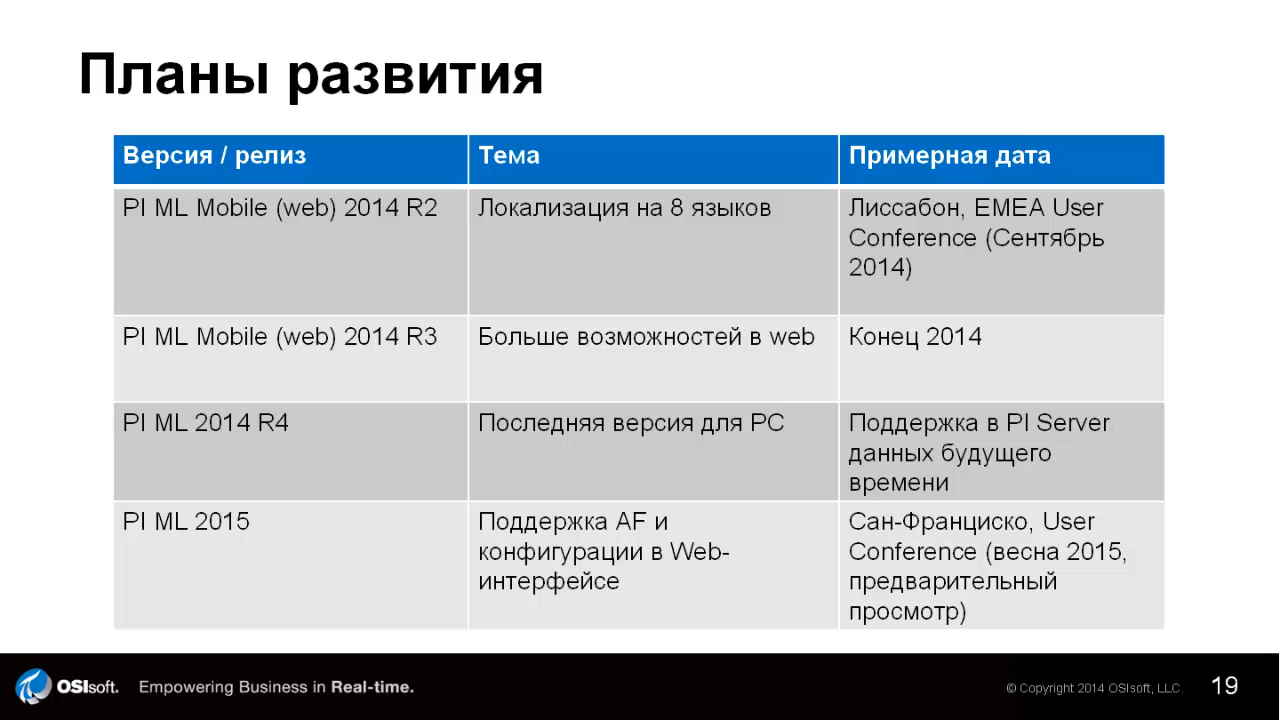 Планы развития
Версия / релиз
Тема
Примерная дата
PI ML Mobile (web) 2014 R2
Локализация на 8 языков
Лиссабон, EMEA User
Conference (Сентябрь
2014)
PI ML Mobile (web) 2014 R3
Больше возможностей в web
Конец 2014
PI ML 2014 R4
Последняя версия для PC
Поддержка в PI Server
данных будущего
времени
PI ML 2015
Поддержка AF и
конфигурации в Web-
интерфейсе
Сан-Франциско, User
Conference (весна 2015,
предварительный
просмотр)
OSIsoft. Empowering Business in Real-time.
© Copyright 2014 OSIsoft, LLC.
19